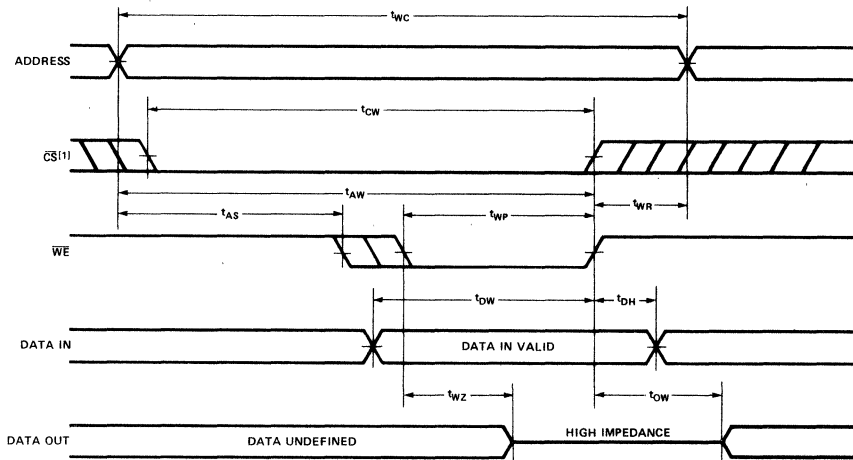 tWC
ADDRESS
tCW
CS[1]
tAW
tAS
tWP
tWR
WE
tDW
tDH
DATA IN
DATA IN VALID
tWZ
tOW
DATA OUT
DATA UNDEFINED
HIGH IMPEDANCE